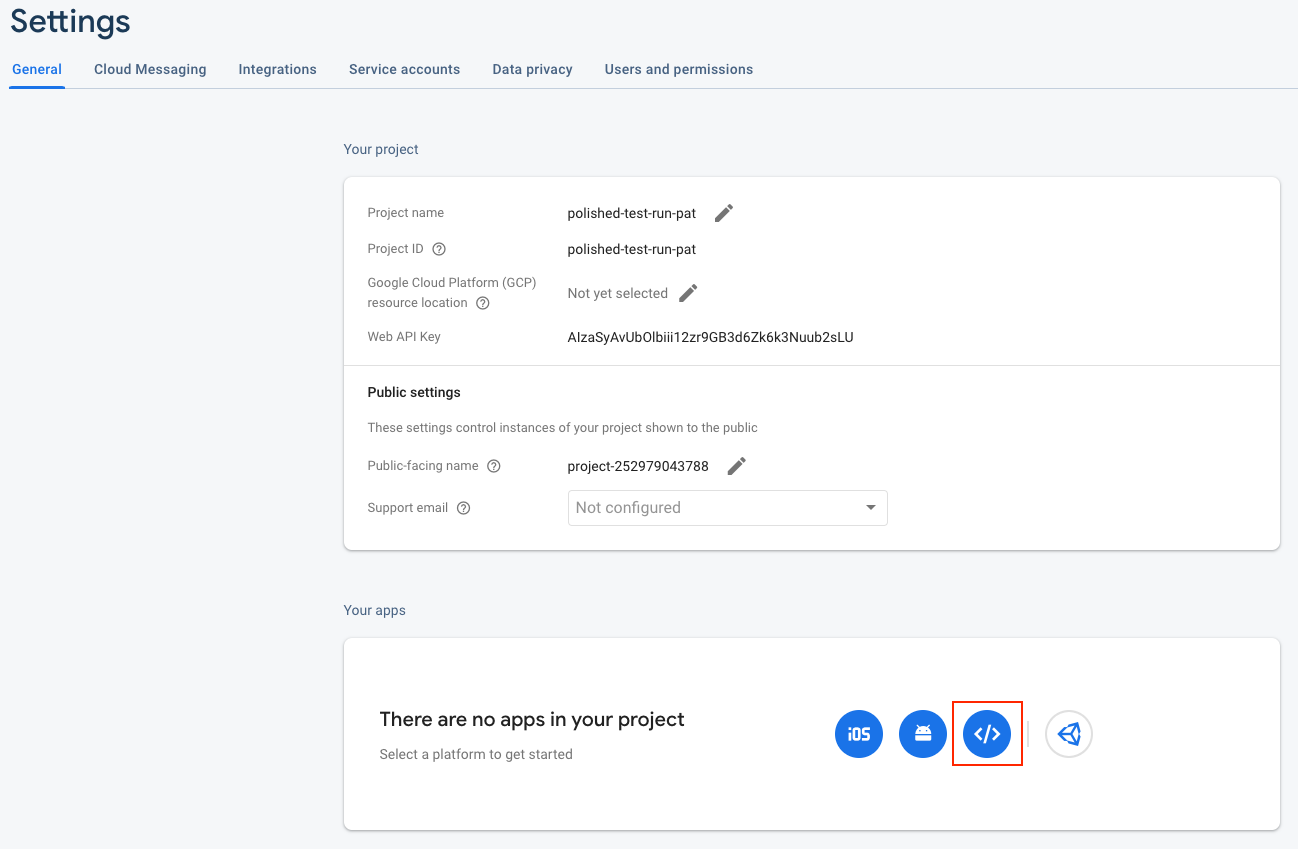 Settings
General Cloud Messaging Integrations Service accounts Data privacy Users and permissions
Your project
Project name polished-test-run-pat
Project ID polished-test-run-pat
Google Cloud Platform (GCP)
resource location Not yet selected
Web API Key AIzaSyAvUbOlbiii12zr9GB3d6Zk6k3Nuub2sLU
Public settings
These settings control instances of your project shown to the public
Public-facing name project-252979043788
Support email Not configured
Your apps
There are no apps in your project
Select a platform to get started
iOS